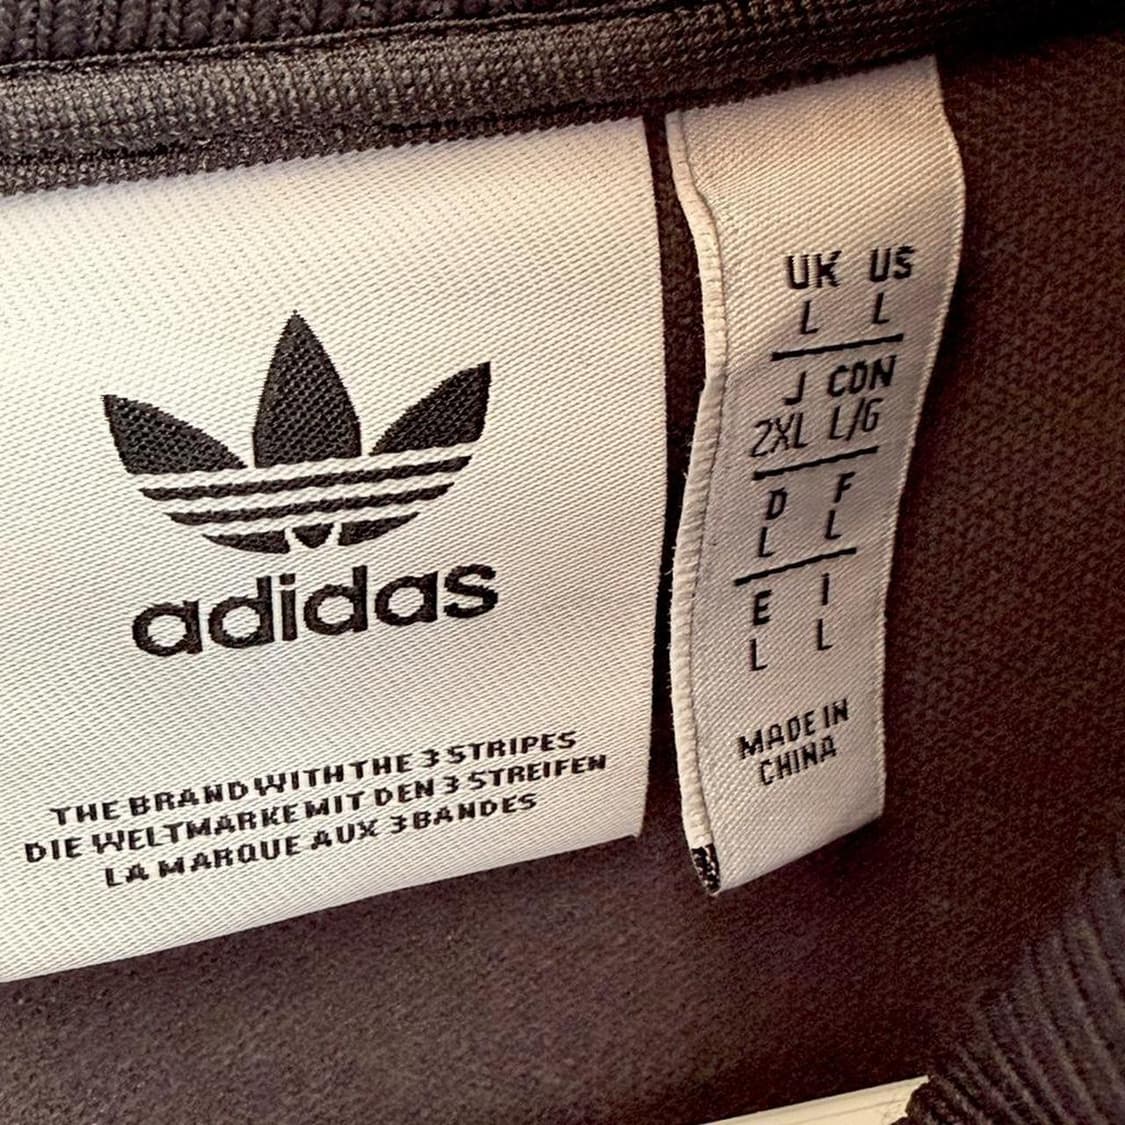 adidas
THE BRAND WITH THE 3 STRIPES
DIE WELTMARKE MIT DEN 3 STREIFEN
LA MARQUE AUX 3 BANDES
UK US
L L
J CDN
2XL L/G
D F
L L
E I
L L
MADE IN
CHINA